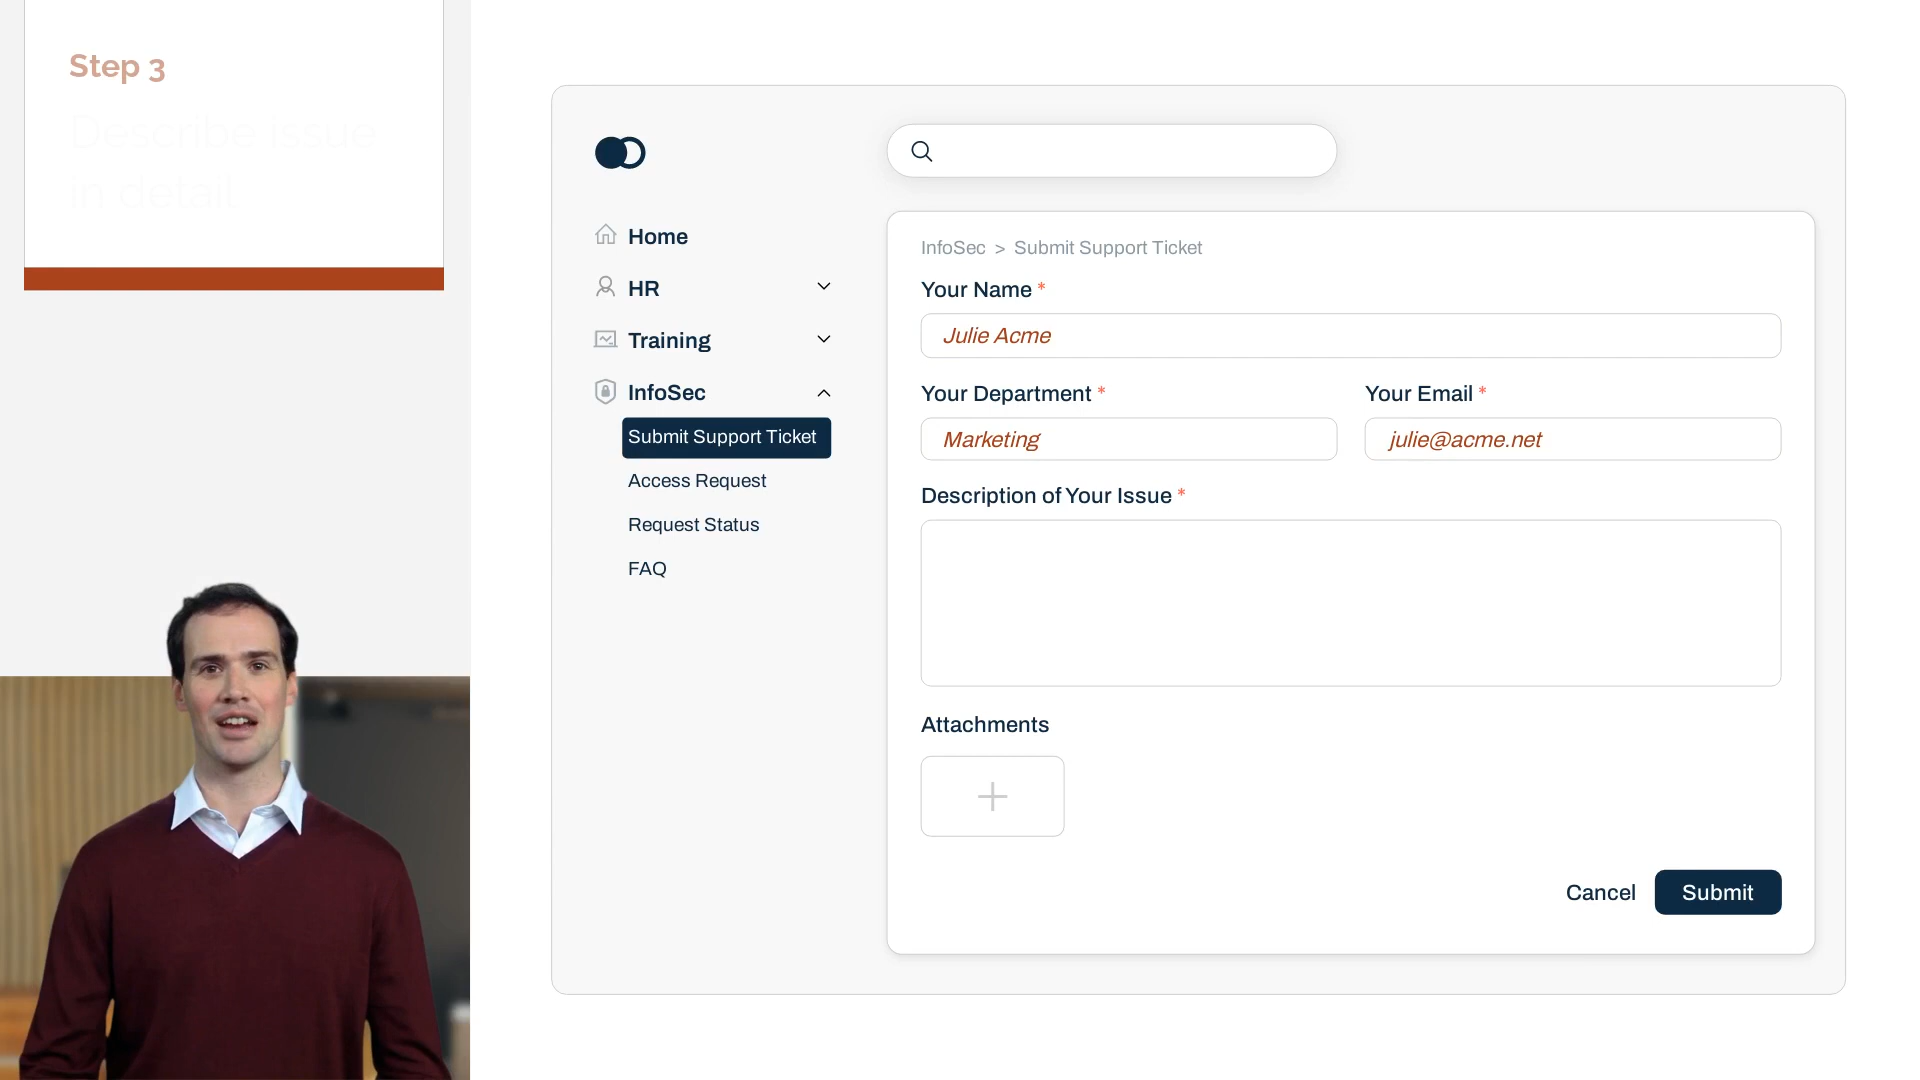 Step 3
Describe issue
in detail
Home
HR
Training
InfoSec
Submit Support Ticket
Access Request
Request Status
FAQ
InfoSec > Submit Support Ticket
Your Name *
Julie Acme
Your Department *
Your Email *
Marketing
julie@acme.net
Description of Your Issue *
Attachments
Cancel
Submit